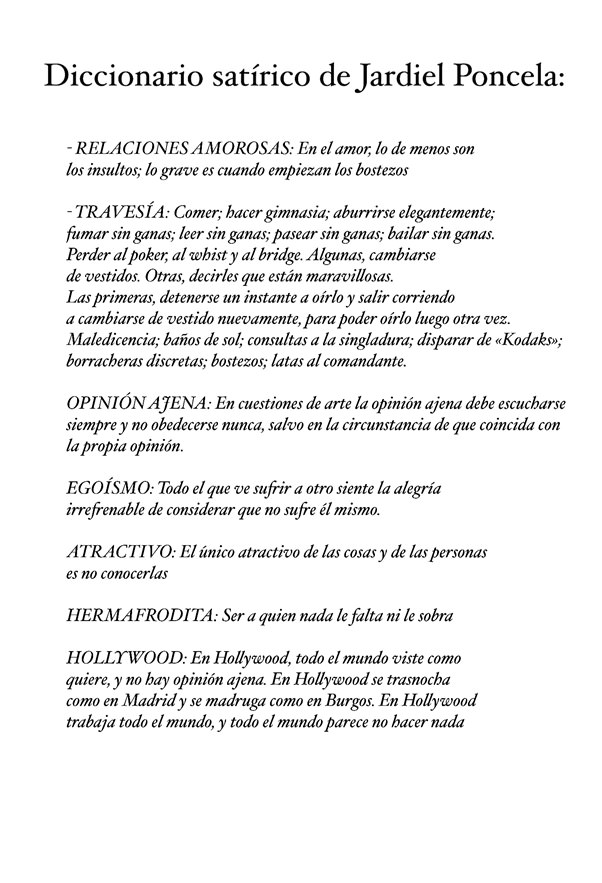 Diccionario satírico de Jardiel Poncela:
- RELACIONES AMOROSAS: En el amor, lo de menos son
los insultos; lo grave es cuando empiezan los bostezos
- TRAVESÍA: Comer; hacer gimnasia; aburrirse elegantemente;
fumar sin ganas; leer sin ganas; pasear sin ganas; bailar sin ganas.
Perder al poker, al whist y al bridge. Algunas, cambiarse
de vestidos. Otras, decirles que están maravillosas.
Las primeras, detenerse un instante a oírlo y salir corriendo
a cambiarse de vestido nuevamente, para poder oírlo luego otra vez.
Maledicencia; baños de sol; consultas a la singladura; disparar de «Kodaks»;
borracheras discretas; bostezos; latas al comandante.
OPINIÓN AJENA: En cuestiones de arte la opinión ajena debe escucharse
siempre y no obedecerse nunca, salvo en la circunstancia de que coincida con
la propia opinión.
EGOÍSMO: Todo el que ve sufrir a otro siente la alegría
irrefrenable de considerar que no sufre él mismo.
ATRACTIVO: El único atractivo de las cosas y de las personas
es no conocerlas
HERMAFRODITA: Ser a quien nada le falta ni le sobra
HOLLYWOOD: En Hollywood, todo el mundo viste como
quiere, y no hay opinión ajena. En Hollywood se trasnocha
como en Madrid y se madruga como en Burgos. En Hollywood
trabaja todo el mundo, y todo el mundo parece no hacer nada